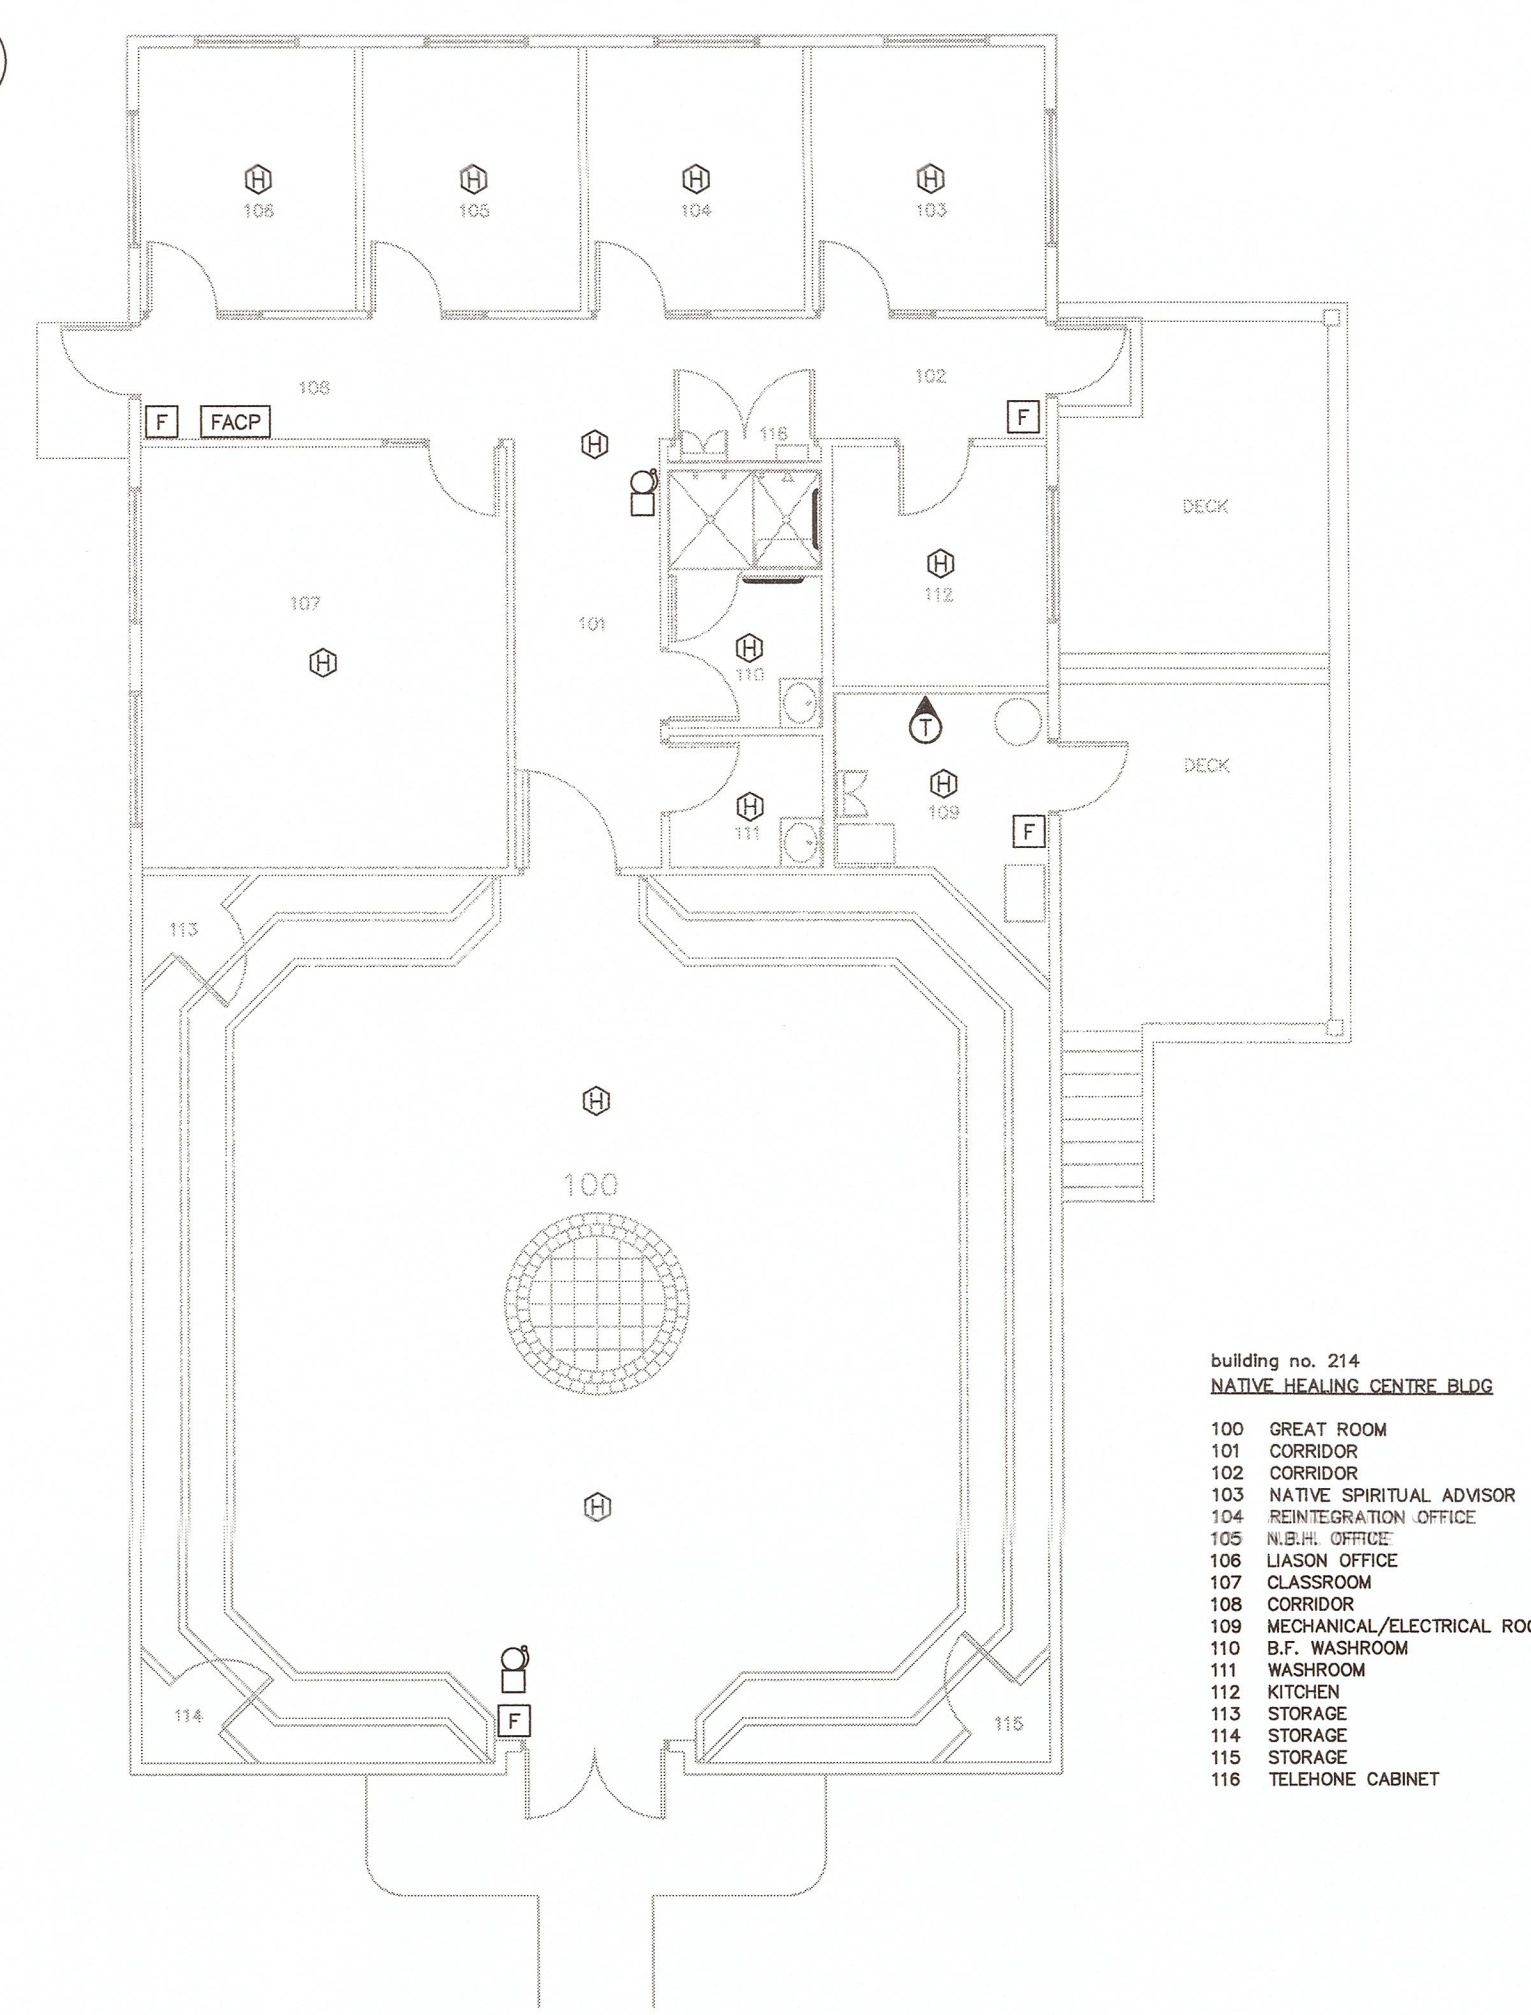 H H H H
106 105 104 103
108 102
F FACP F
H 116
DECK
H
107 101 112
H H
110
T
DECK
H H
111 109
F
113
H
100
H
114 F 115
building no. 214
NATIVE HEALING CENTRE BLDG
100 GREAT ROOM
101 CORRIDOR
102 CORRIDOR
103 NATIVE SPIRITUAL ADVISOR
104 REINTEGRATION OFFICE
105 N.B.H. OFFICE
106 LIASON OFFICE
107 CLASSROOM
108 CORRIDOR
109 MECHANICAL/ELECTRICAL
110 B.F. WASHROOM
111 WASHROOM
112 KITCHEN
113 STORAGE
114 STORAGE
115 STORAGE
116 TELEHONE CABINET